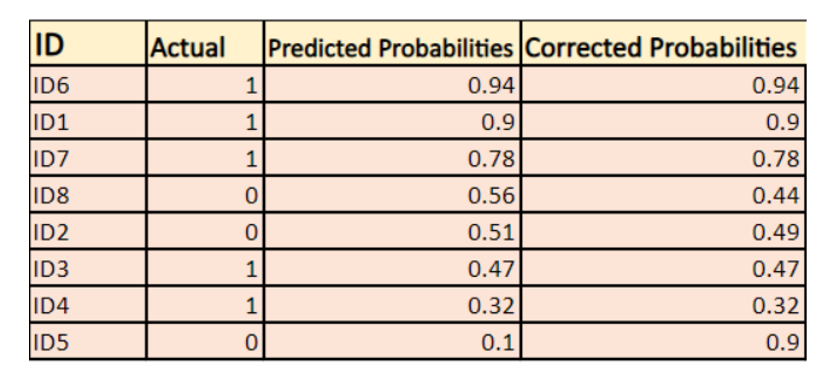 ID Actual Predicted Probabilities Corrected Probabilities
ID6 1 0.94 0.94
ID1 1 0.9 0.9
ID7 1 0.78 0.78
ID8 0 0.56 0.44
ID2 0 0.51 0.49
ID3 1 0.47 0.47
ID4 1 0.32 0.32
ID5 0 0.1 0.9